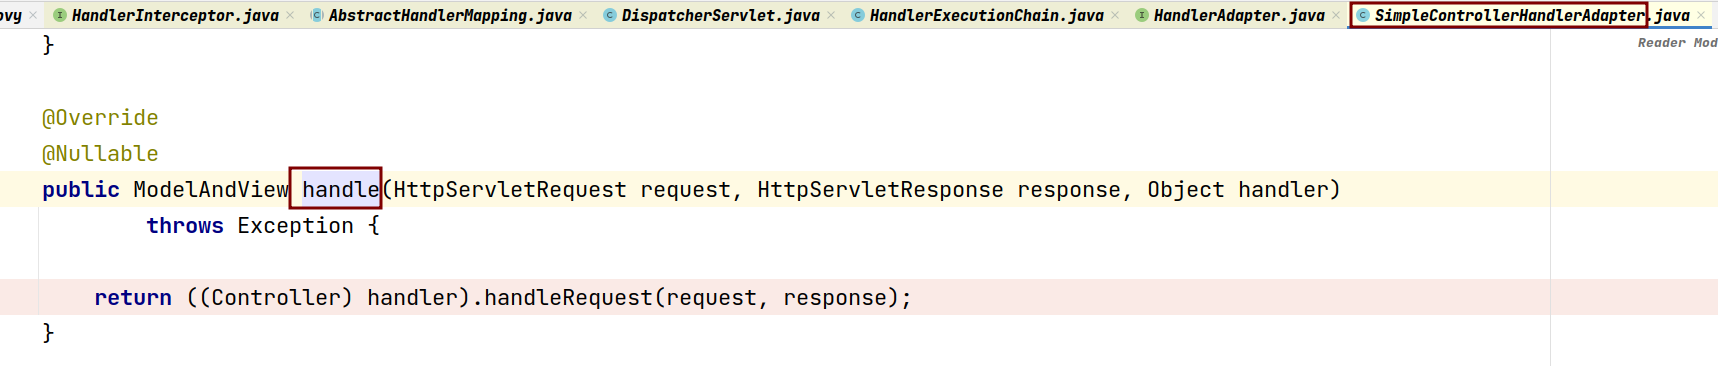 ovy HandlerInterceptor.java AbstractHandlerMapping.java DispatcherServlet.java HandlerExecutionChain.java HandlerAdapter.java SimpleControllerHandlerAdapter.java
}
Reader Mod
@Override
@Nullable
public ModelAndView handle(HttpServletRequest request, HttpServletResponse response, Object handler)
throws Exception {
return ((Controller) handler).handleRequest(request, response);
}